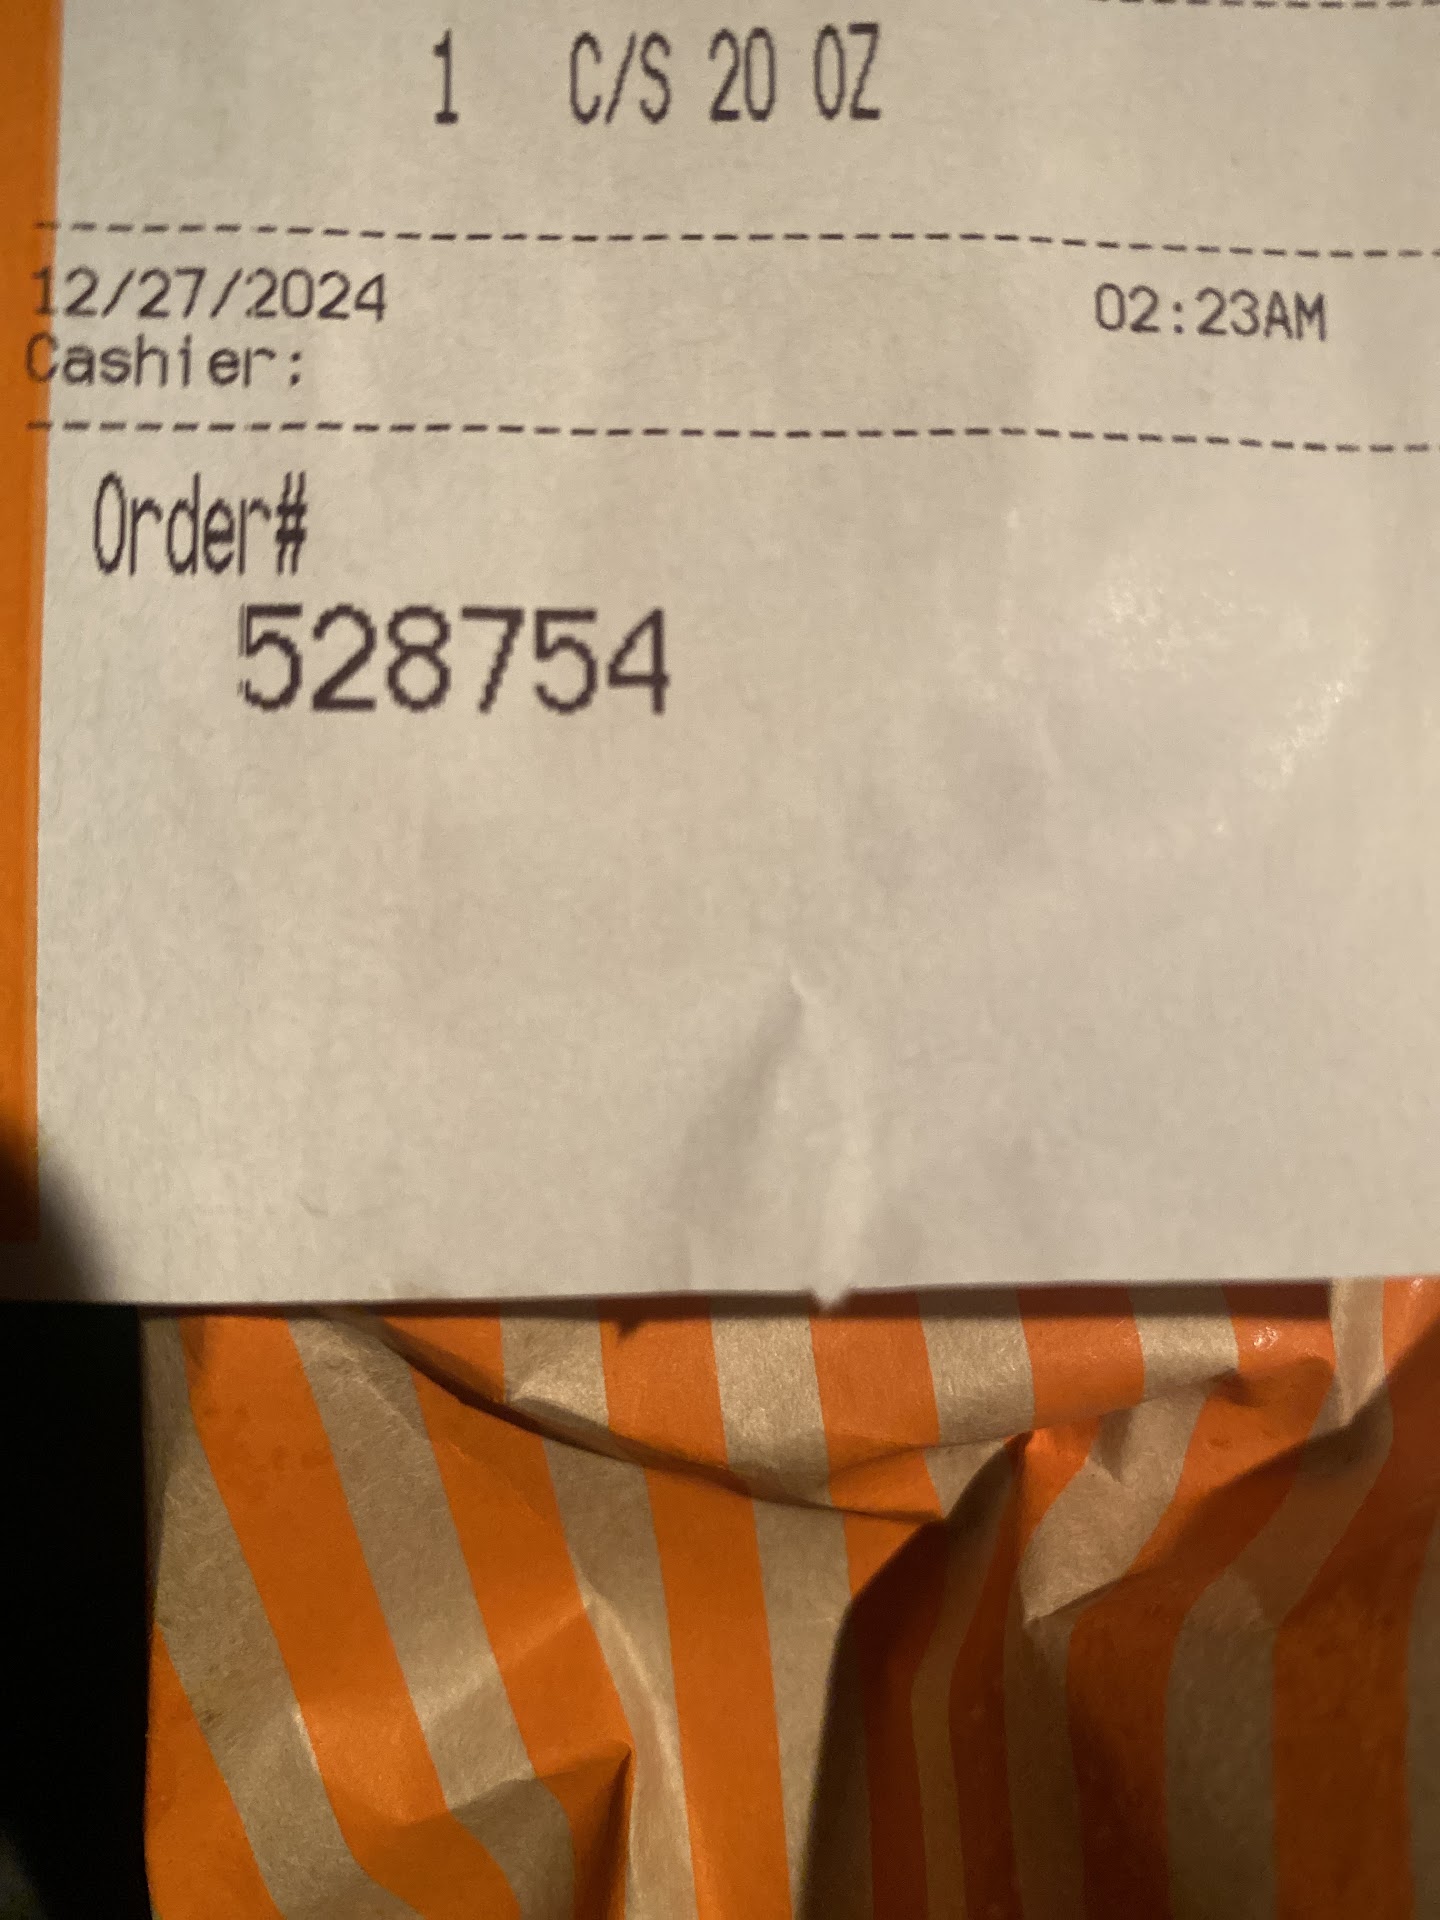 1 C/S 20 OZ
12/27/2024 02:23AM
Cashier:
Order#
528754